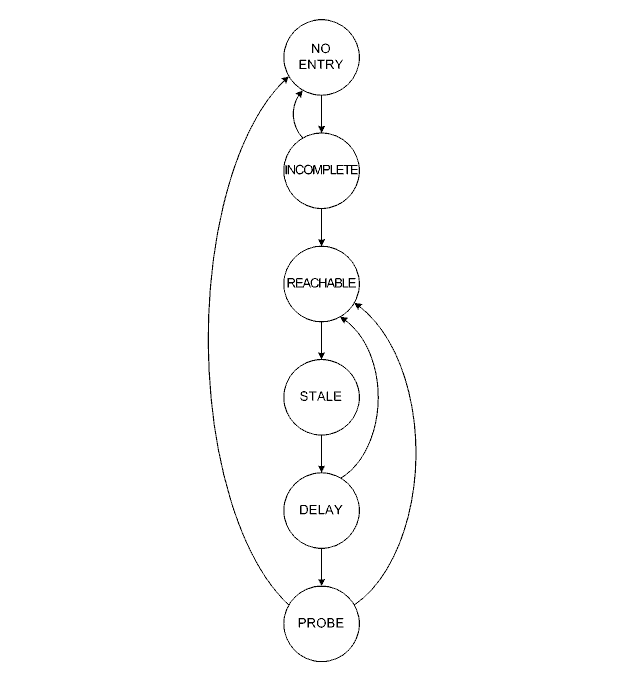 NO
ENTRY
INCOMPLETE
REACHABLE
STALE
DELAY
PROBE